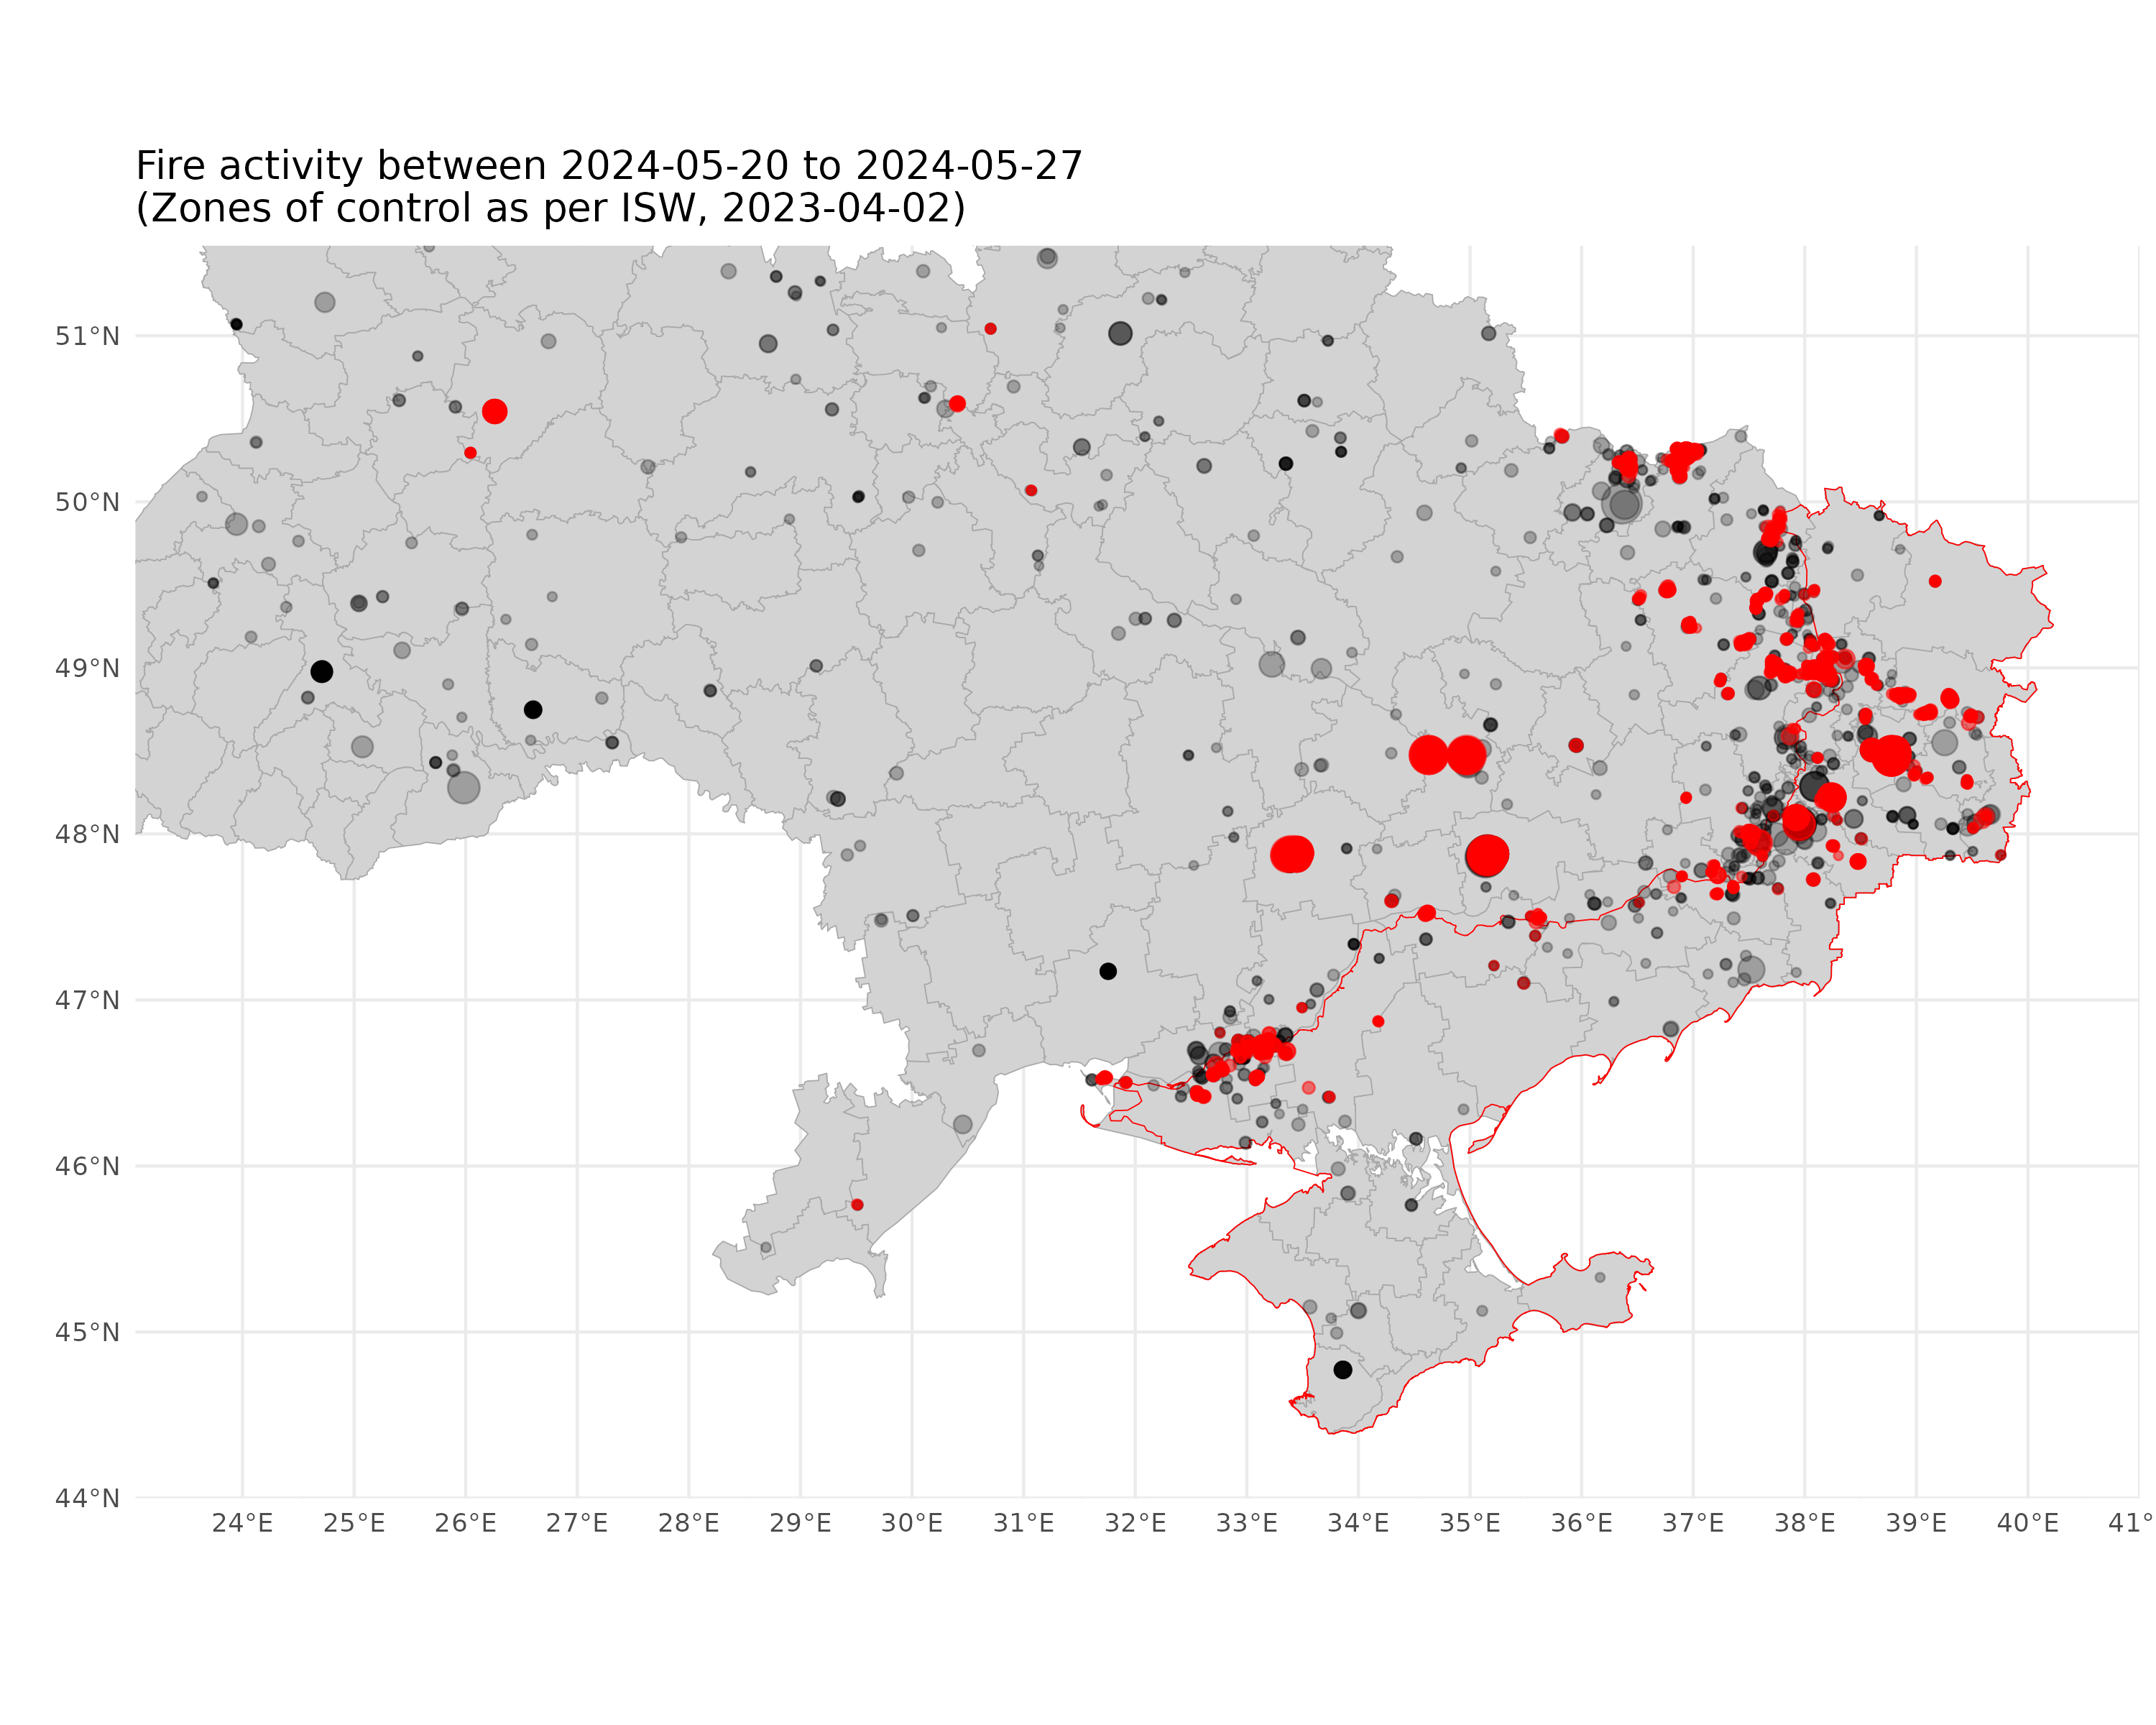 Fire activity between 2024-05-20 to 2024-05-27
(Zones of control as per ISW, 2023-04-02)
51°N
50°N
49°N
48°N
47°N
46°N
45°N
44°N
24°E 25°E 26°E 27°E 28°E 29°E 30°E 31°E 32°E 33°E 34°E 35°E 36°E 37°E 38°E 39°E 40°E 41°